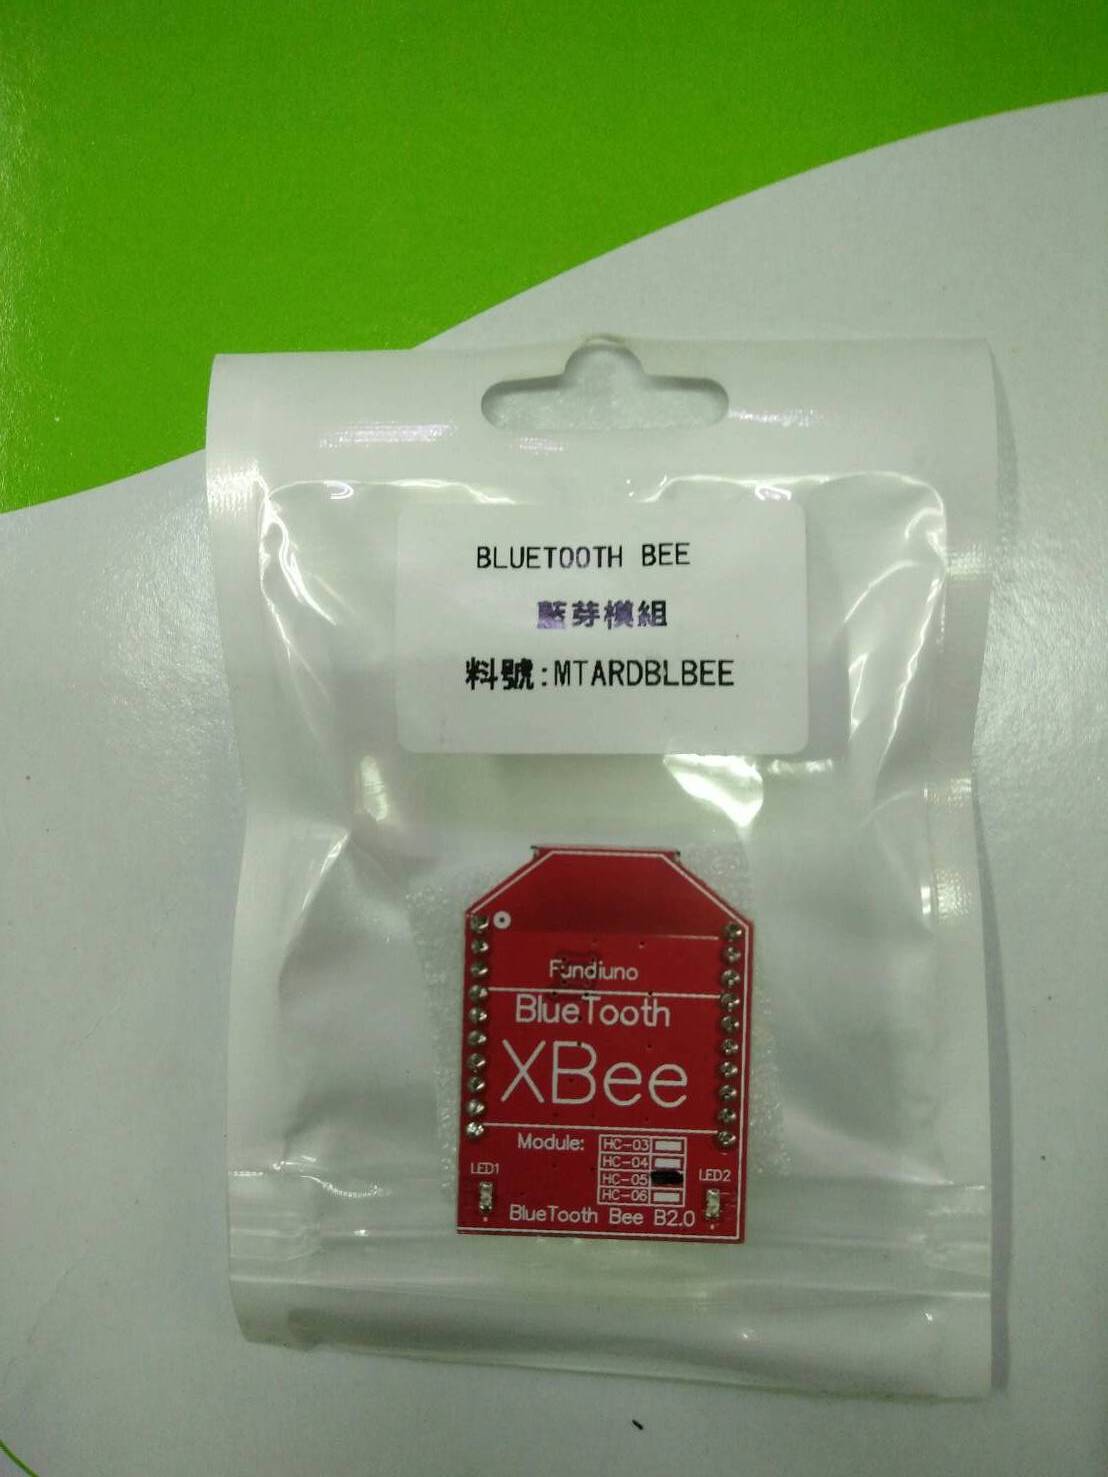 BLUETOOTH BEE
藍芽模組
料號:MTARDBLBEE
Fundiuno
BlueTooth
XBee
Module:
HC-03
HC-04
HC-05
HC-06
LED1
LED2
BlueTooth Bee B2.0